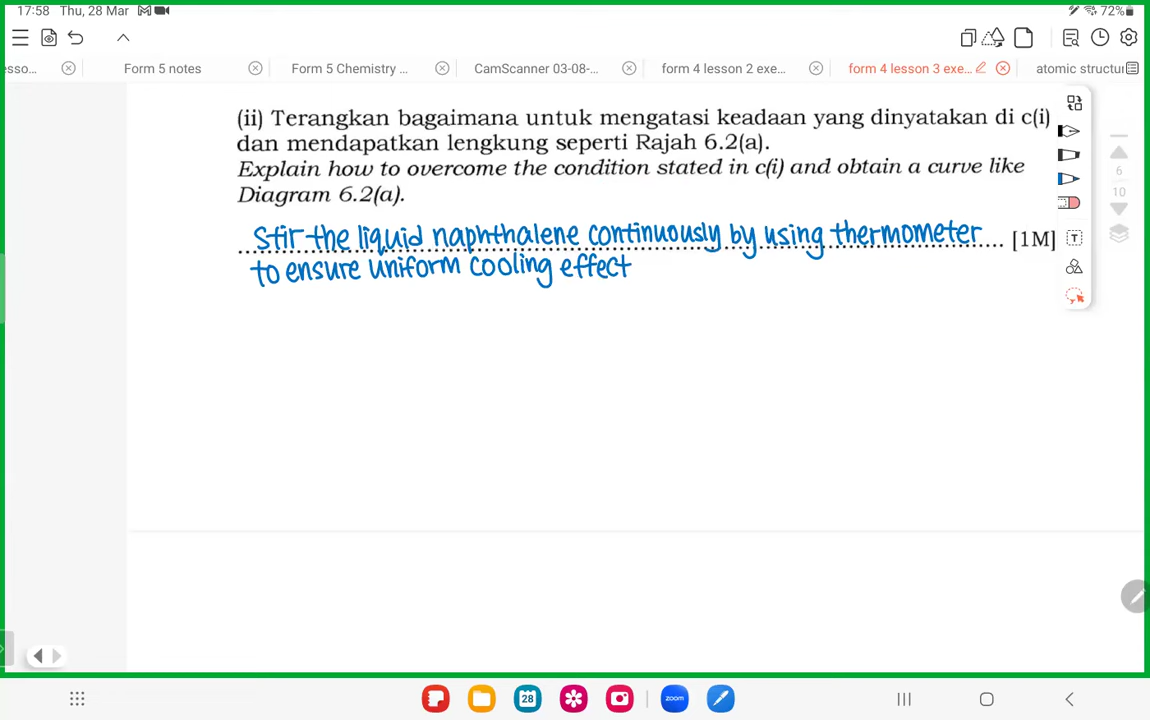 17:58 Thu, 28 Mar
72%
esso...
Form 5 notes
Form 5 Chemistry ...
CamScanner 03-08-...
form 4 lesson 2 exe...
form 4 lesson 3 exe...
atomic structu
(ii) Terangkan bagaimana untuk mengatasi keadaan yang dinyatakan di c(i)
dan mendapatkan lengkung seperti Rajah 6.2(a).
Explain how to overcome the condition stated in c(i) and obtain a curve like
Diagram 6.2(a).
Stir the liquid naphthalene continuously by using thermometer
[1M]
to ensure uniform cooling effect
6
10
T
28
zoom